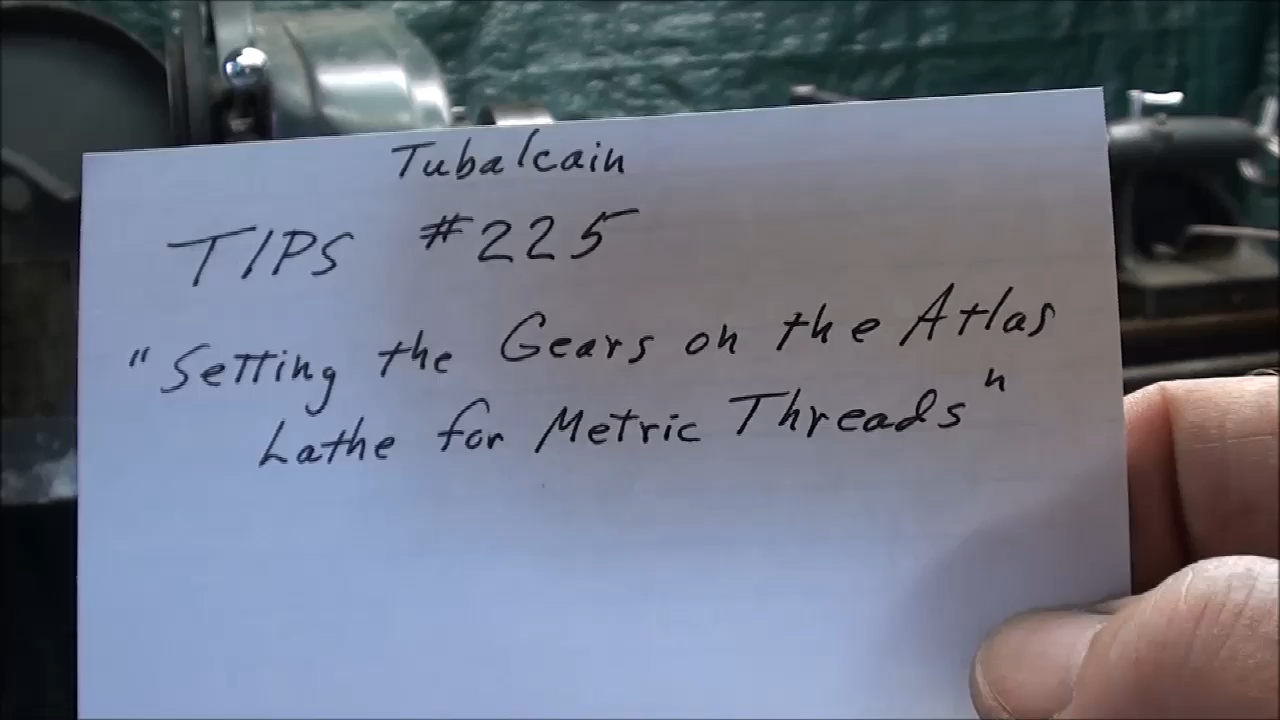 Tubalcain
TIPS #225
"Setting the Gears on the Atlas
Lathe for Metric Threads"